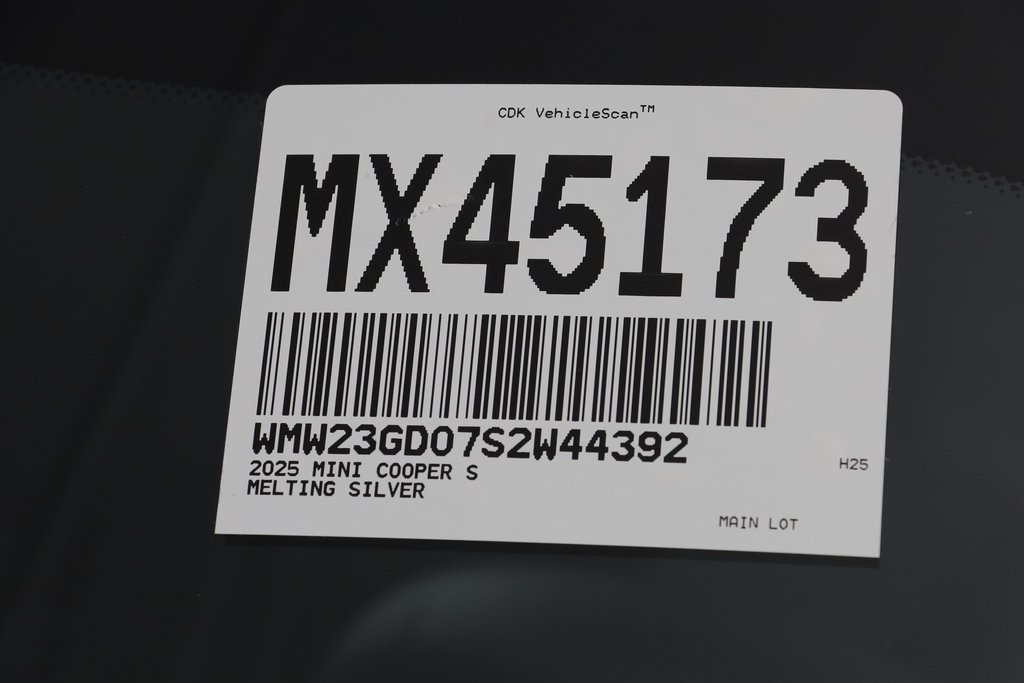 CDK VehicleScan™
MX45173
WMW23GD07S2W44392
2025 MINI COOPER S
H25
MELTING SILVER
MAIN LOT